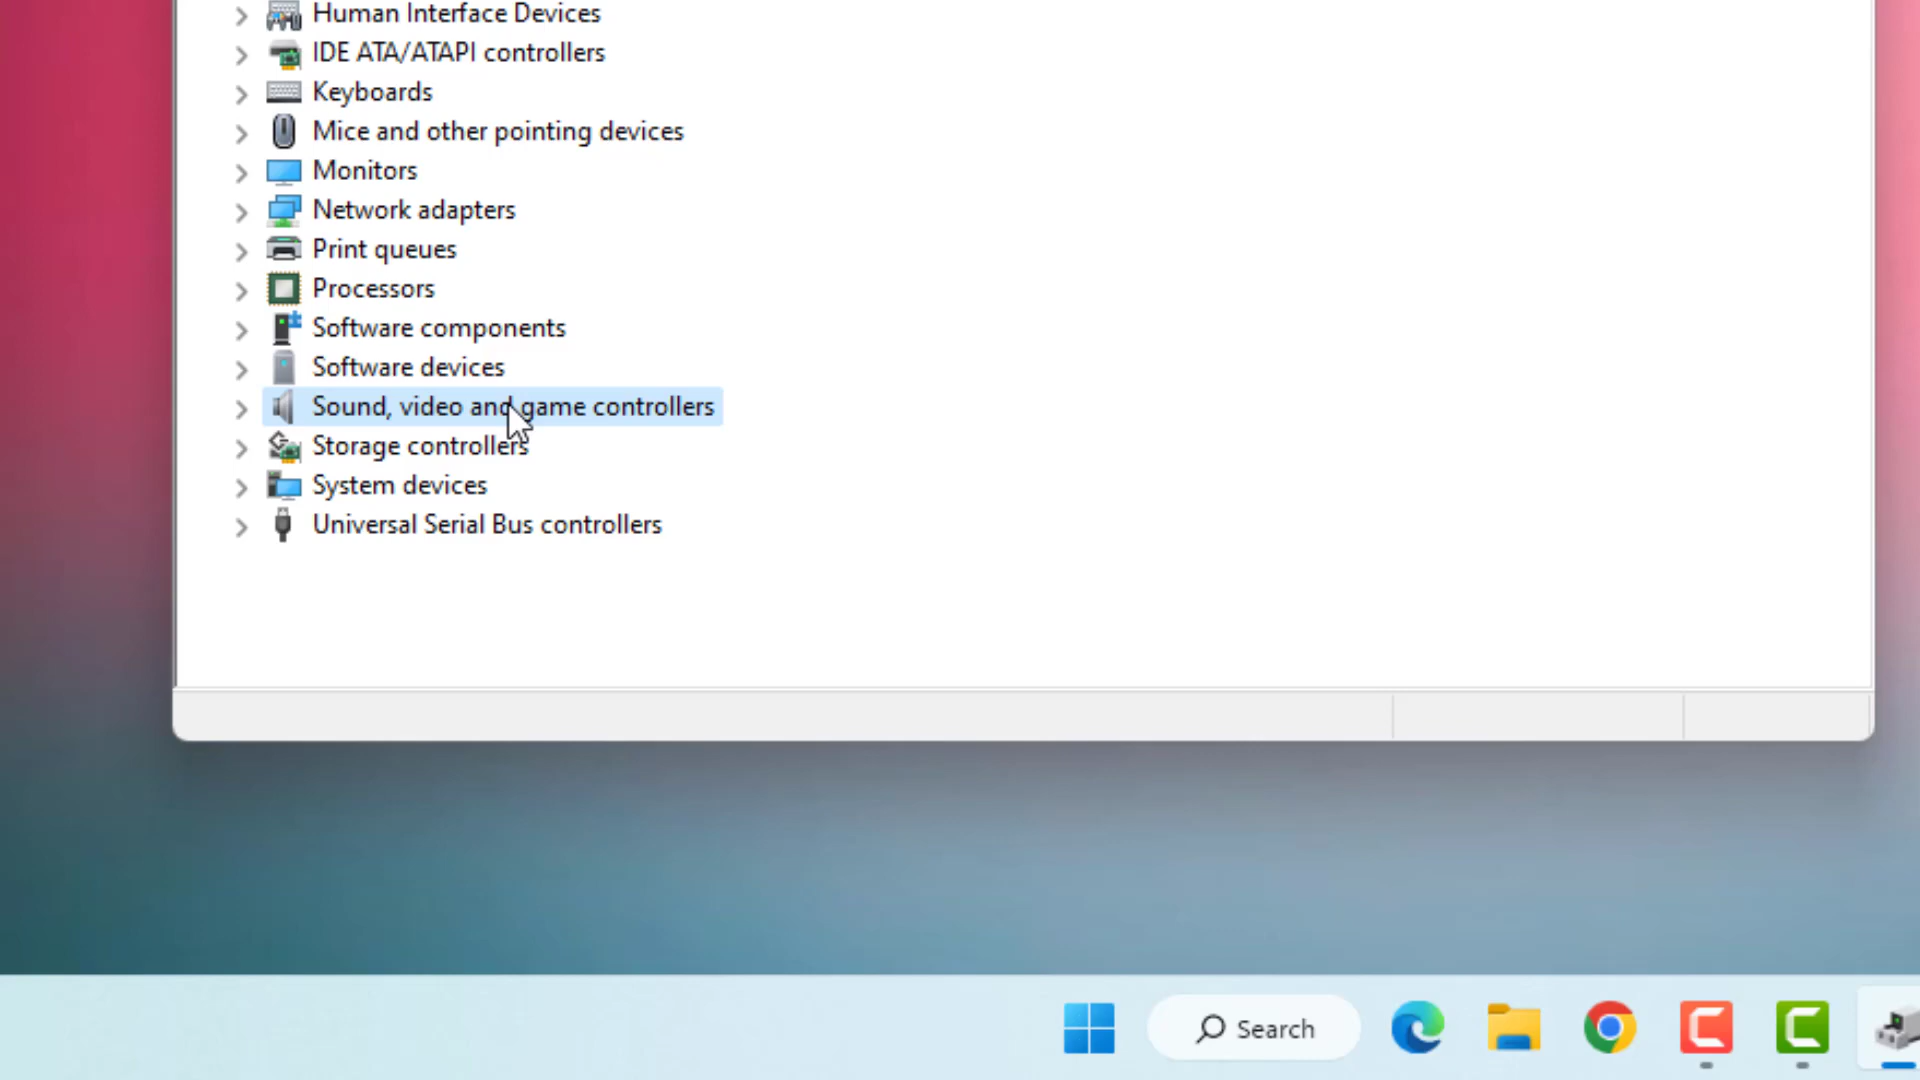 Human Interface Devices
IDE ATA/ATAPI controllers
Keyboards
Mice and other pointing devices
Monitors
Network adapters
Print queues
Processors
Software components
Software devices
Sound, video and game controllers
Storage controllers
System devices
Universal Serial Bus controllers
Search